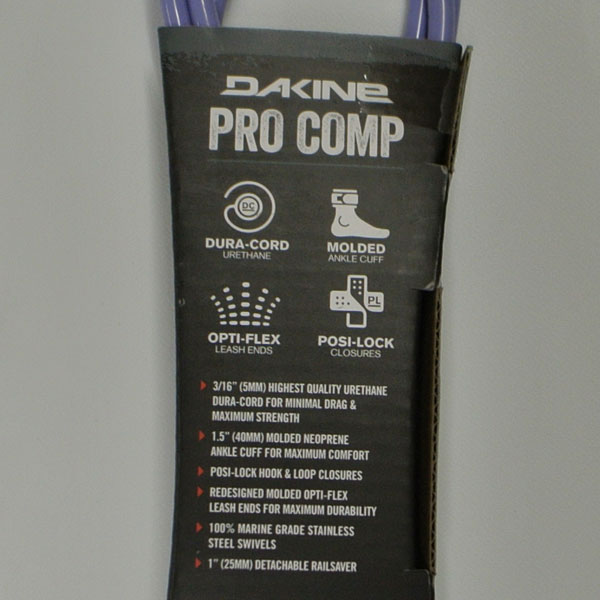 DAKINE
PRO COMP
DC
DURA-CORD
URETHANE
MOLDED
ANKLE CUFF
OPTI-FLEX
LEASH ENDS
PL
POSI-LOCK
CLOSURES
3/16" (5MM) HIGHEST QUALITY URETHANE
DURA-CORD FOR MINIMAL DRAG &
MAXIMUM STRENGTH
1.5" (40MM) MOLDED NEOPRENE
ANKLE CUFF FOR MAXIMUM COMFORT
POSI-LOCK HOOK & LOOP CLOSURES
REDESIGNED MOLDED OPTI-FLEX
LEASH ENDS FOR MAXIMUM DURABILITY
100% MARINE GRADE STAINLESS
STEEL SWIVELS
1" (25MM) DETACHABLE RAILSAVER